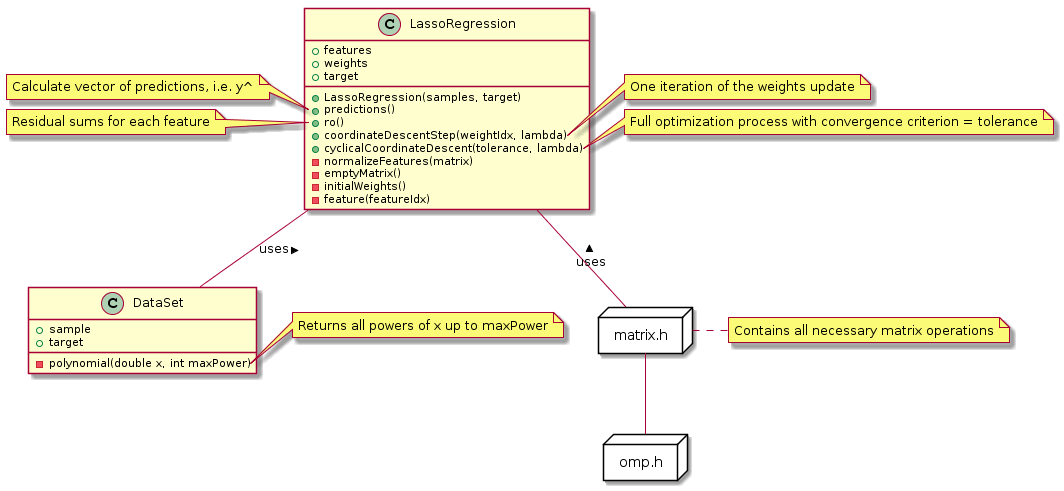 C LassoRegression
features
weights
target
LassoRegression(samples, target)
predictions()
ro()
coordinateDescentStep(weightIdx, lambda)
cyclicalCoordinateDescent(tolerance, lambda)
normalizeFeatures(matrix)
emptyMatrix()
initialWeights()
feature(featureIdx)
Calculate vector of predictions, i.e. y^
Residual sums for each feature
One iteration of the weights update
Full optimization process with convergence criterion = tolerance
uses
uses
C DataSet
sample
target
polynomial(double x, int maxPower)
Returns all powers of x up to maxPower
matrix.h
Contains all necessary matrix operations
omp.h